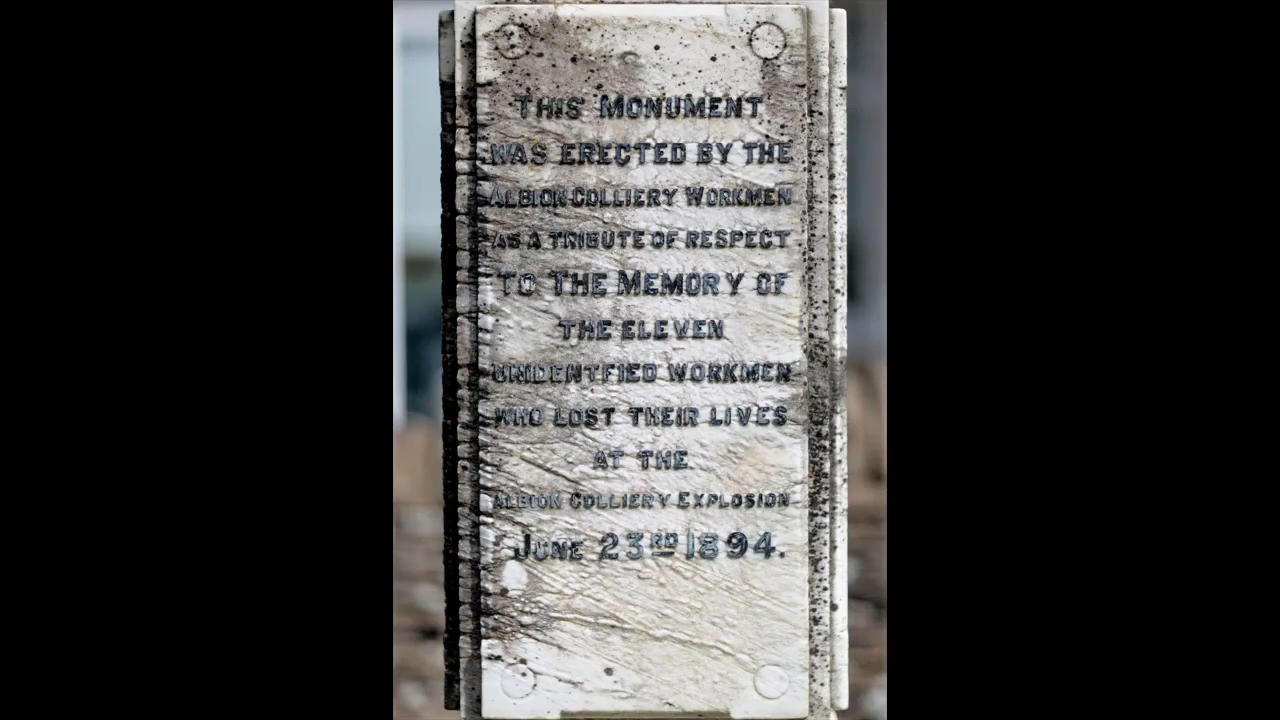 THIS MONUMENT
WAS ERECTED BY THE
ALBION COLLIERY WORKMEN
AS A TRIBUTE OF RESPECT
TO THE MEMORY OF
THE ELEVEN
UNIDENTFIED WORKMEN
WHO LOST THEIR LIVES
AT THE
ALBION COLLIERY EXPLOSION
JUNE 23RD 1894.